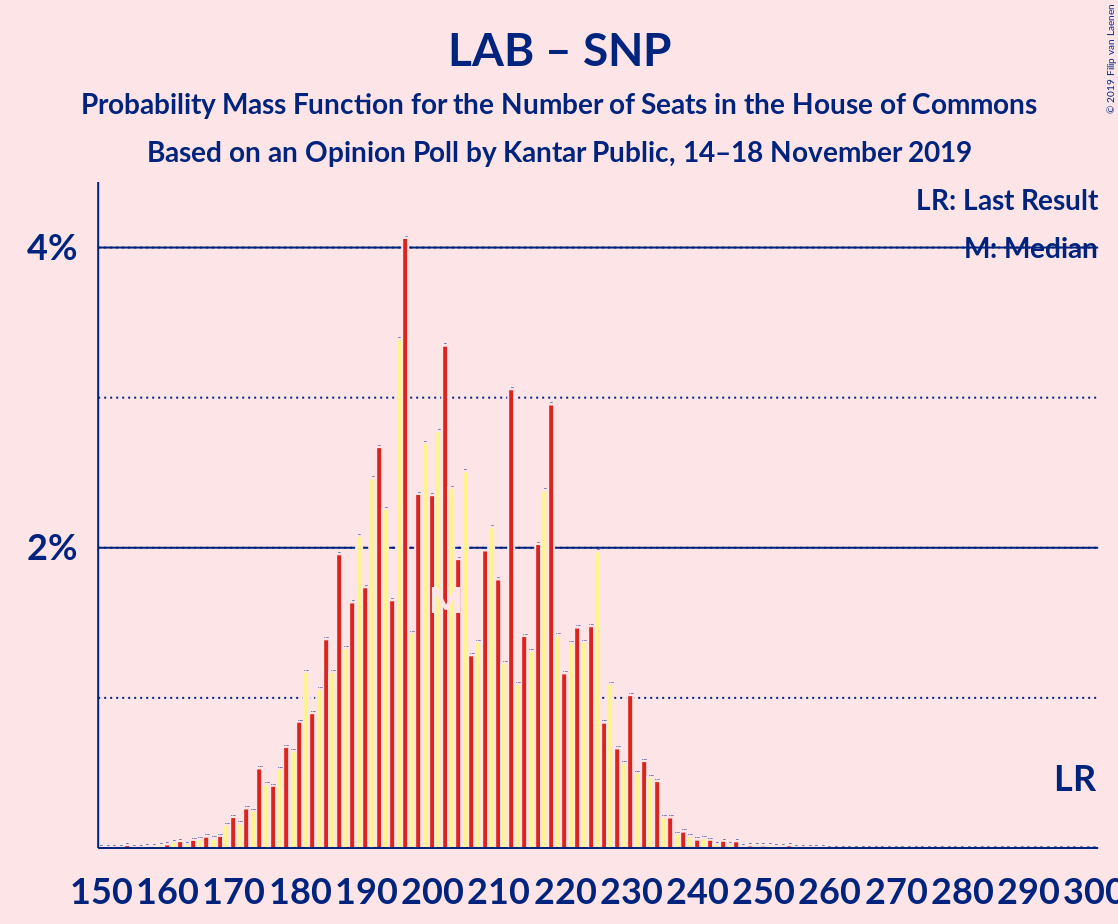 LAB – SNP
Probability Mass Function for the Number of Seats in the House of Commons
Based on an Opinion Poll by Kantar Public, 14–18 November 2019
© 2019 Filip van Laenen
LR: Last Result
M: Median
4%
2%
M
LR
150 160 170 180 190 200 210 220 230 240 250 260 270 280 290 300